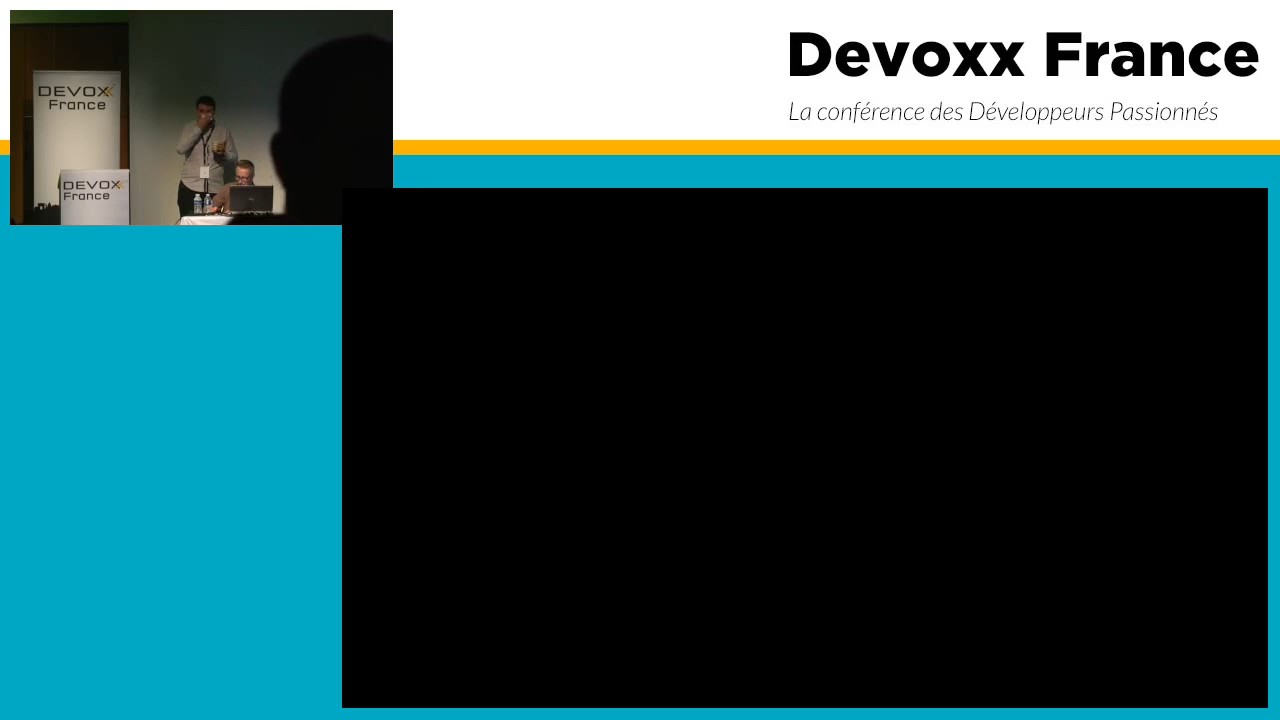 Devoxx France
La conférence des Développeurs Passionnés
DEVOXX
France
DEVOXX
France